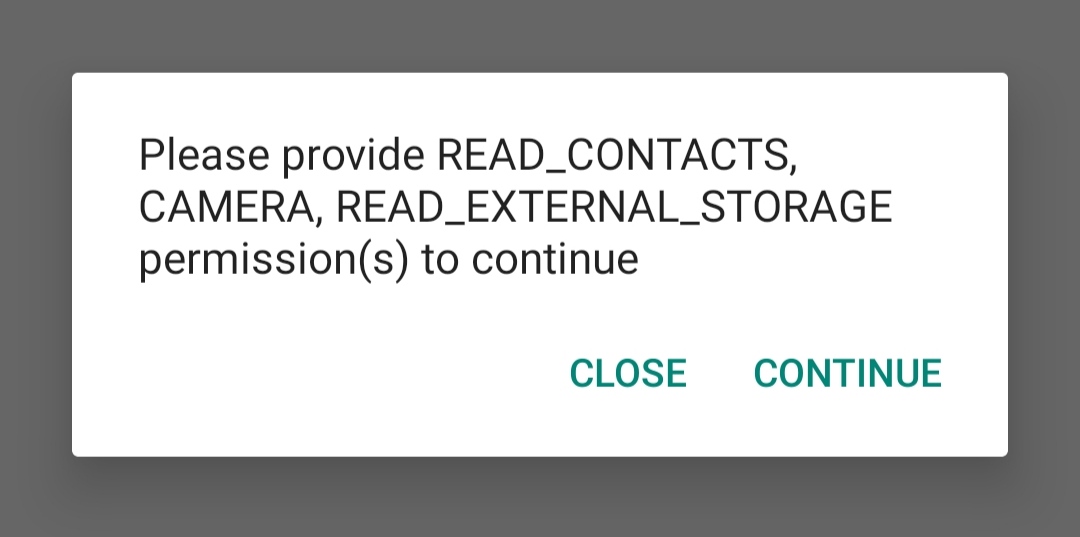 Please provide READ_CONTACTS,
CAMERA, READ_EXTERNAL_STORAGE
permission(s) to continue
CLOSE CONTINUE